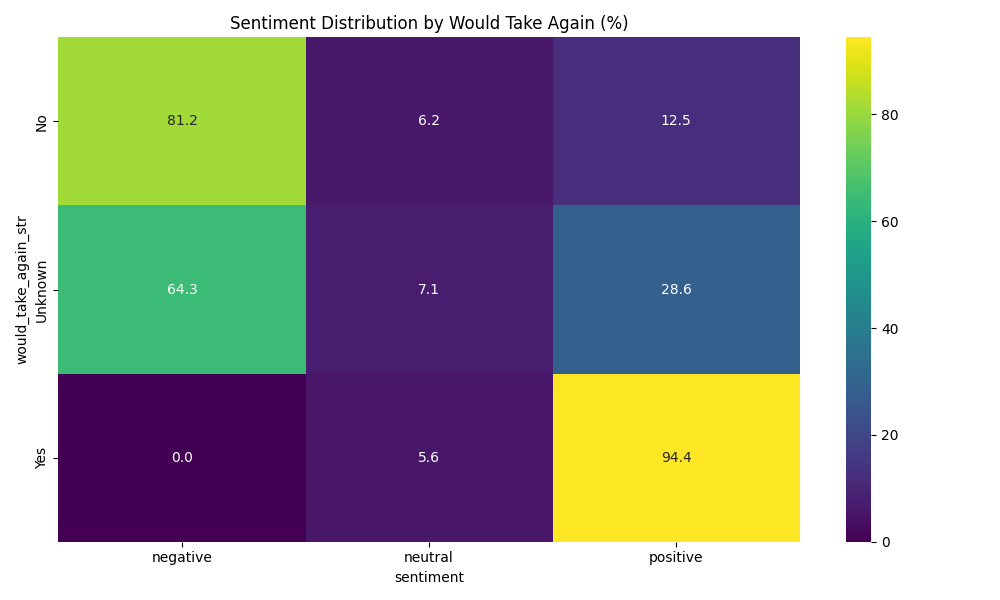 Sentiment Distribution by Would Take Again (%)
would_take_again_str
No
81.2
6.2
12.5
Unknown
64.3
7.1
28.6
Yes
0.0
5.6
94.4
negative
neutral
positive
sentiment
80
60
40
20
0